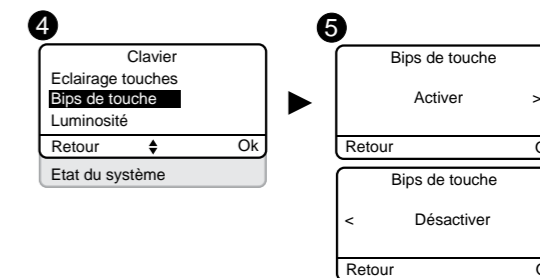 4
Clavier
Eclairage touches
Bips de touche
Luminosité
Retour Ok
Etat du système
5
Bips de touche
Activer >
Retour
Bips de touche
< Désactiver
Retour